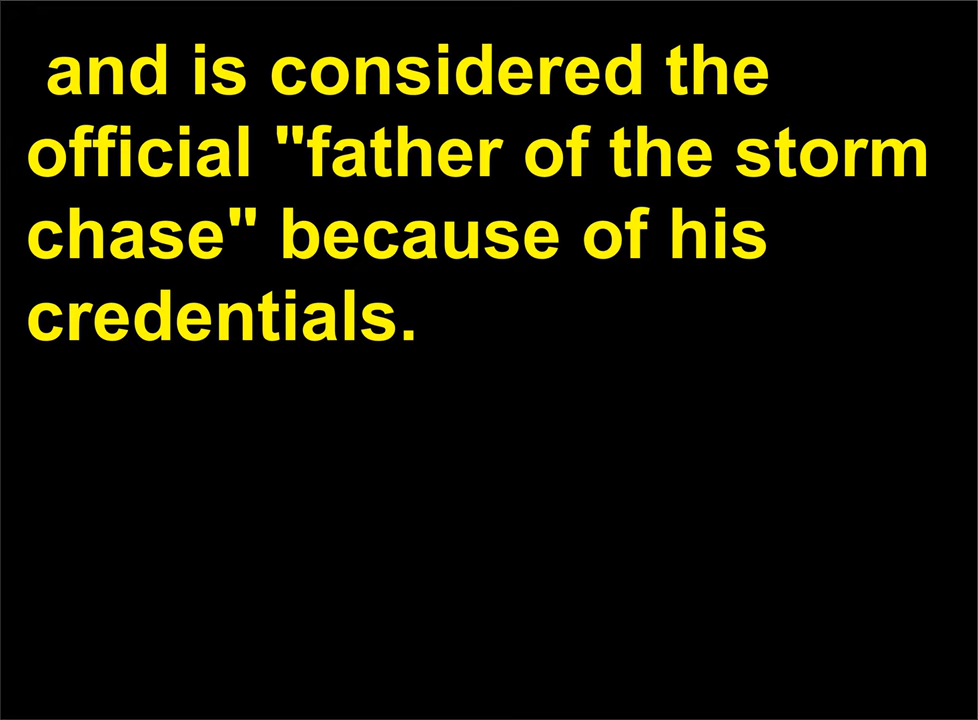 and is considered the
official "father of the storm
chase" because of his
credentials.